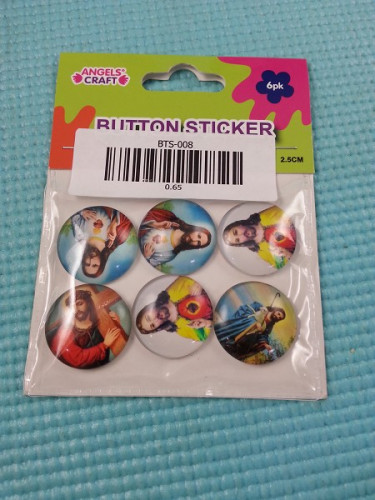 ANGELS'
CRAFT
6pk
BUTTON STICKER
2.5CM
BTS-008
0.65